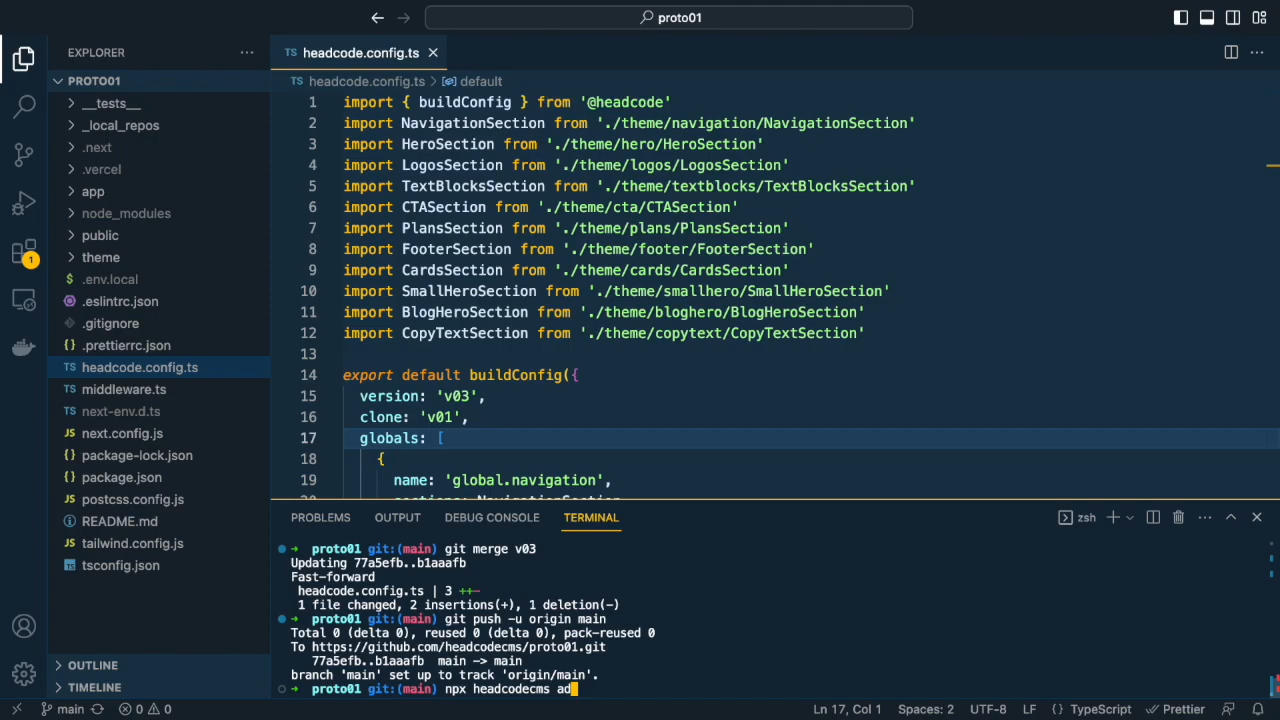 proto01
EXPLORER
PROTO01
__tests__
_local_repos
.next
.vercel
app
node_modules
public
theme
.env.local
.eslintrc.json
.gitignore
.prettierrc.json
headcode.config.ts
middleware.ts
next-env.d.ts
next.config.js
package-lock.json
package.json
postcss.config.js
README.md
tailwind.config.js
tsconfig.json
OUTLINE
TIMELINE
1
TS headcode.config.ts
TS headcode.config.ts > default
1 import { buildConfig } from '@headcode'
2 import NavigationSection from './theme/navigation/NavigationSection'
3 import HeroSection from './theme/hero/HeroSection'
4 import LogosSection from './theme/logos/LogosSection'
5 import TextBlocksSection from './theme/textblocks/TextBlocksSection'
6 import CTASection from './theme/cta/CTASection'
7 import PlansSection from './theme/plans/PlansSection'
8 import FooterSection from './theme/footer/FooterSection'
9 import CardsSection from './theme/cards/CardsSection'
10 import SmallHeroSection from './theme/smallhero/SmallHeroSection'
11 import BlogHeroSection from './theme/bloghero/BlogHeroSection'
12 import CopyTextSection from './theme/copytext/CopyTextSection'
13
14 export default buildConfig({
15 version: 'v03',
16 clone: 'v01',
17 globals: [
18 {
19 name: 'global.navigation',
PROBLEMS OUTPUT DEBUG CONSOLE TERMINAL zsh
➜ proto01 git:(main) git merge v03
Updating 77a5efb..b1aaafb
Fast-forward
headcode.config.ts | 3 ++-
1 file changed, 2 insertions(+), 1 deletion(-)
➜ proto01 git:(main) git push -u origin main
Total 0 (delta 0), reused 0 (delta 0), pack-reused 0
To https://github.com/headcodecms/proto01.git
77a5efb..b1aaafb main -> main
branch 'main' set up to track 'origin/main'.
➜ proto01 git:(main) npx headcodecms ad
main 0 0 Ln 17, Col 1 Spaces: 2 UTF-8 LF {} TypeScript Prettier